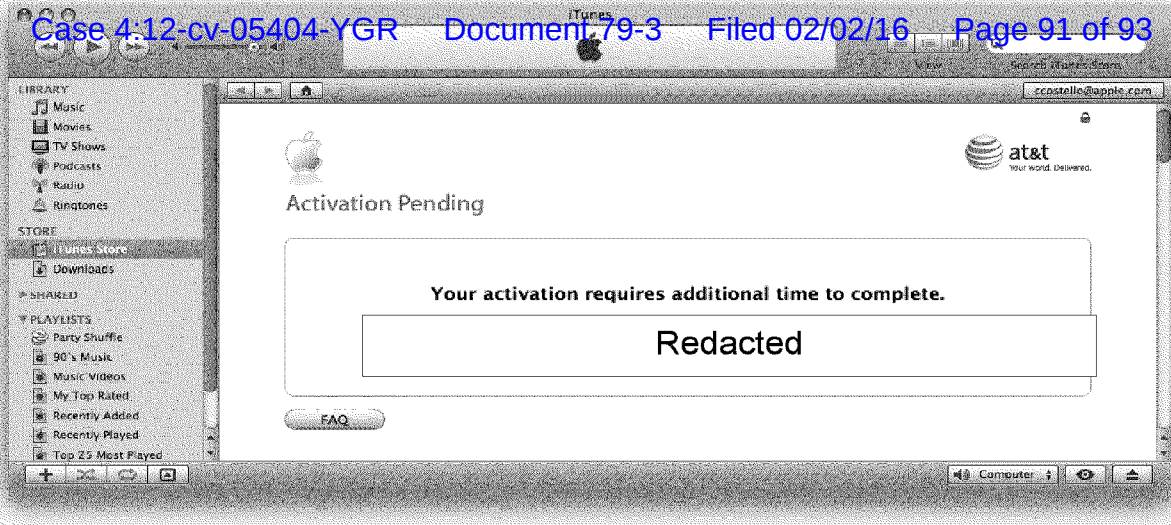 iTunes
Case 4:12-cv-05404-YGR Document 79-3 Filed 02/02/16 Page 91 of 93
View
Search iTunes Store
LIBRARY
ccostello@apple.com
Music
Movies
TV Shows
Podcasts
Radio
Ringtones
STORE
iTunes Store
Downloads
SHARED
PLAYLISTS
Party Shuffle
90's Music
Music Videos
My Top Rated
Recently Added
Recently Played
Top 25 Most Played
at&t
Your world. Delivered.
Activation Pending
Your activation requires additional time to complete.
Redacted
FAQ
Computer